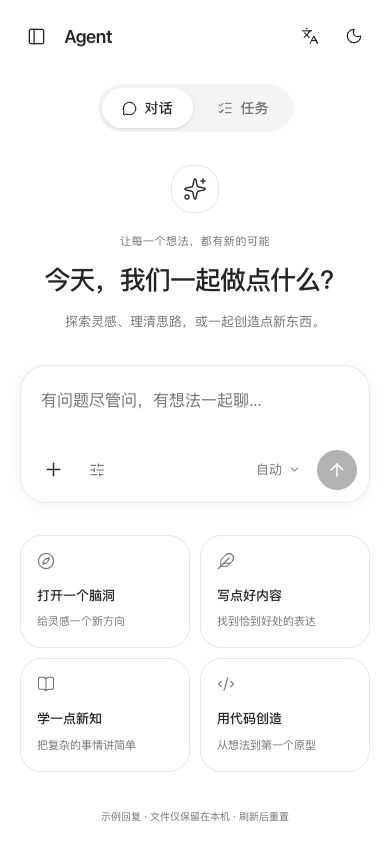 Agent
对话
任务
让每一个想法，都有新的可能
今天，我们一起做点什么？
探索灵感、理清思路，或一起创造点新东西。
有问题尽管问，有想法一起聊...
自动
打开一个脑洞
给灵感一个新方向
写点好内容
找到恰到好处的表达
学一点新知
把复杂的事情讲简单
用代码创造
从想法到第一个原型
示例回复 · 文件仅保留在本机 · 刷新后重置